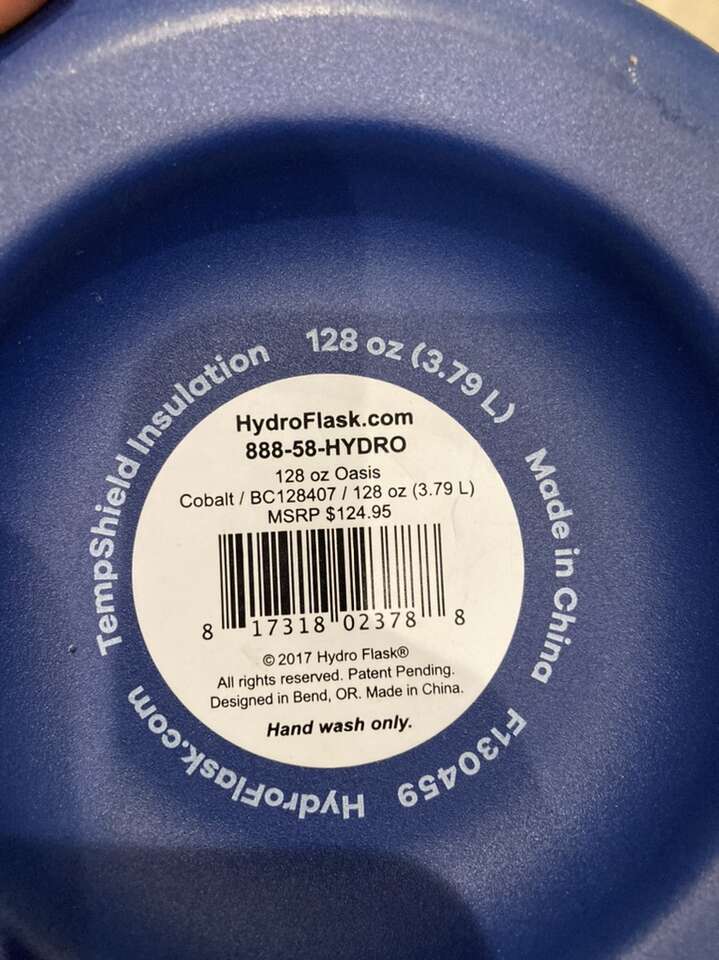 TempShield Insulation
128 oz (3.79 L)
Made in China
F130459
HydroFlask.com
HydroFlask.com
888-58-HYDRO
128 oz Oasis
Cobalt / BC128407 / 128 oz (3.79 L)
MSRP $124.95
8 17318 02378 8
© 2017 Hydro Flask®
All rights reserved. Patent Pending.
Designed in Bend, OR. Made in China.
Hand wash only.